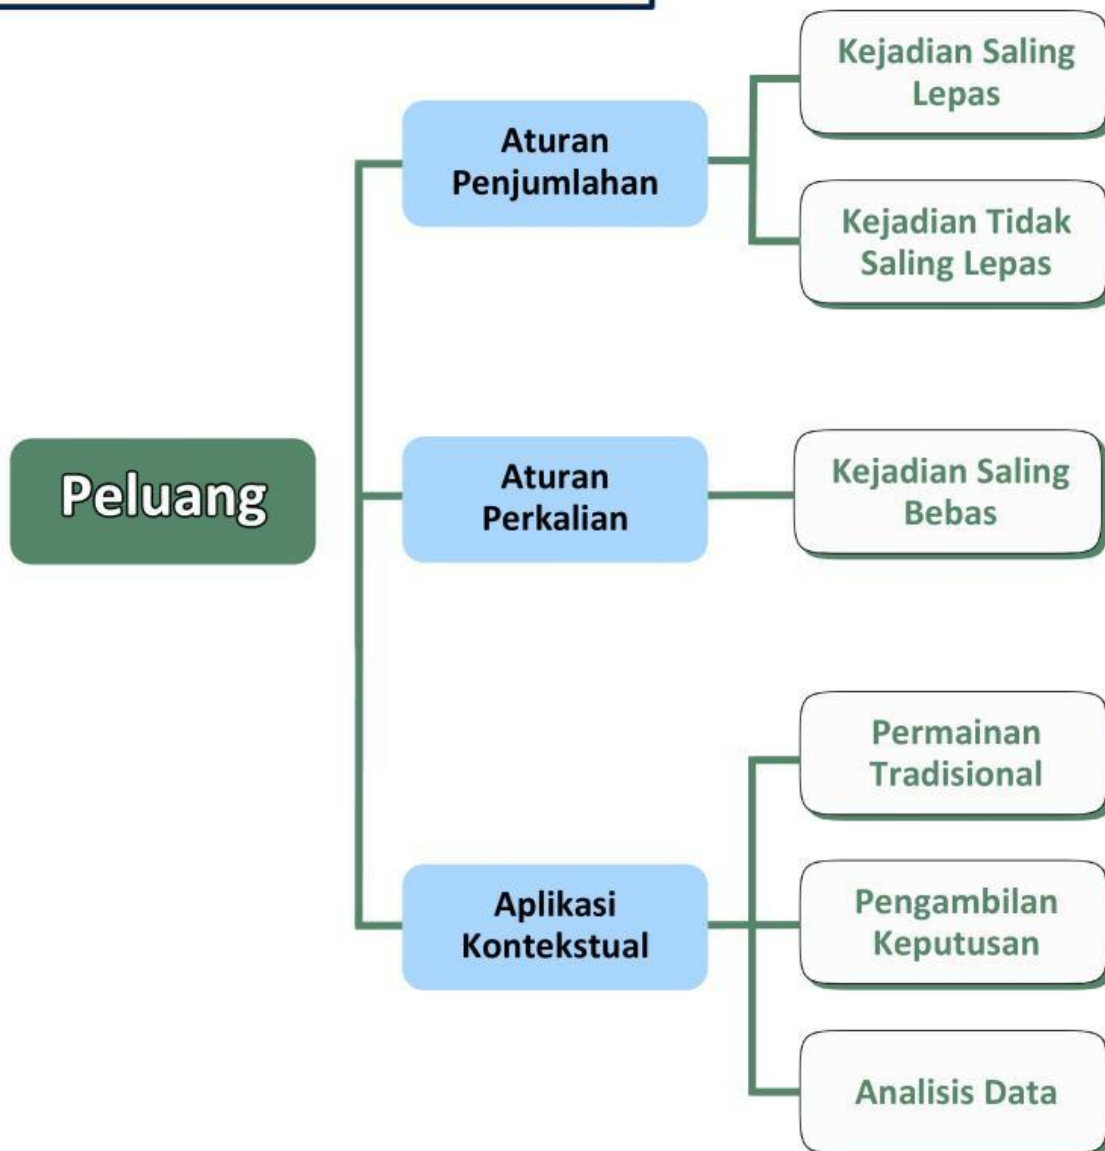 Peluang
Aturan
Penjumlahan
Kejadian Saling
Lepas
Kejadian Tidak
Saling Lepas
Aturan
Perkalian
Kejadian Saling
Bebas
Aplikasi
Kontekstual
Permainan
Tradisional
Pengambilan
Keputusan
Analisis Data